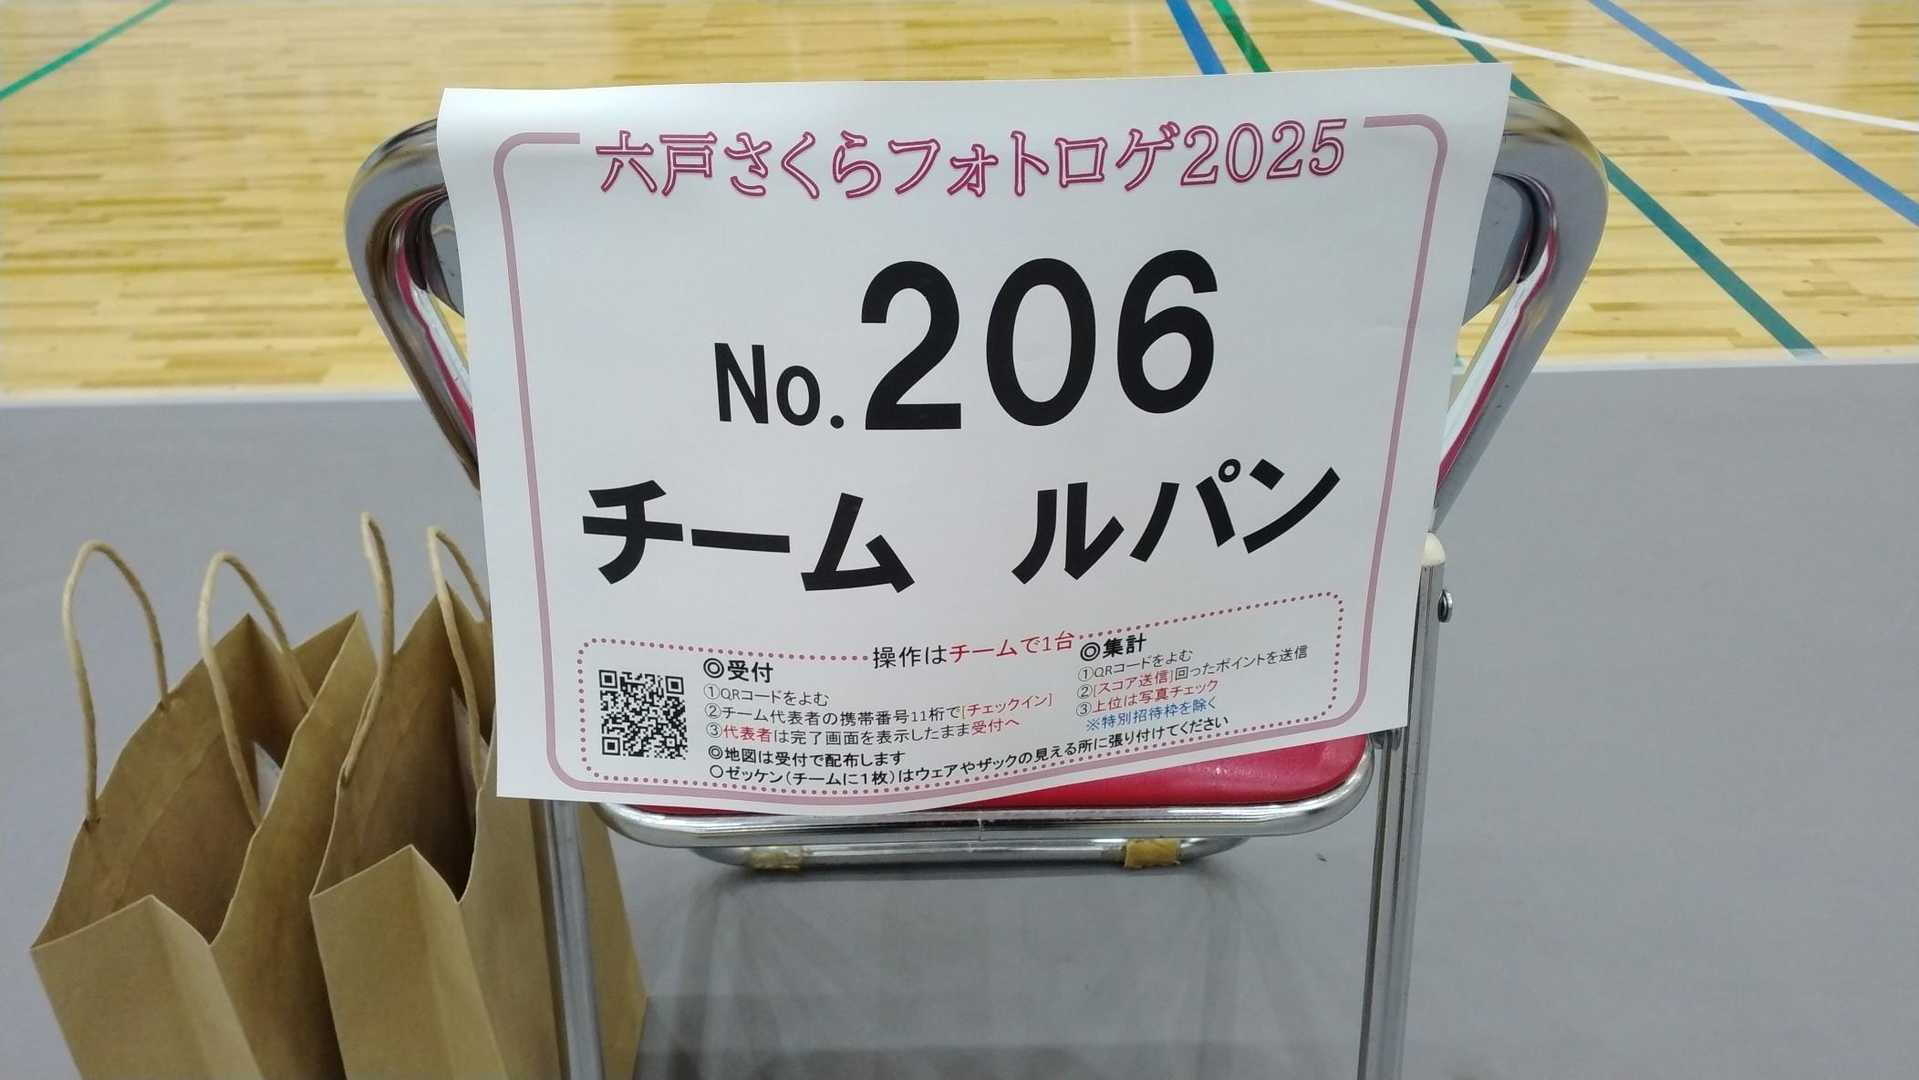 六戸さくらフォトロゲ2025
No.206
チーム　ルパン
操作はチームで1台
◎受付
①QRコードをよむ
②チーム代表者の携帯番号11桁で[チェックイン]
③代表者は完了画面を表示したまま受付へ
◎集計
①QRコードをよむ
②[スコア送信]回ったポイントを送信
③上位は写真チェック
※特別招待枠を除く
◎地図は受付で配布します
〇ゼッケン(チームに1枚)はウェアやザックの見える所に張り付けてください